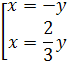 x = −y
x = 2/3 y